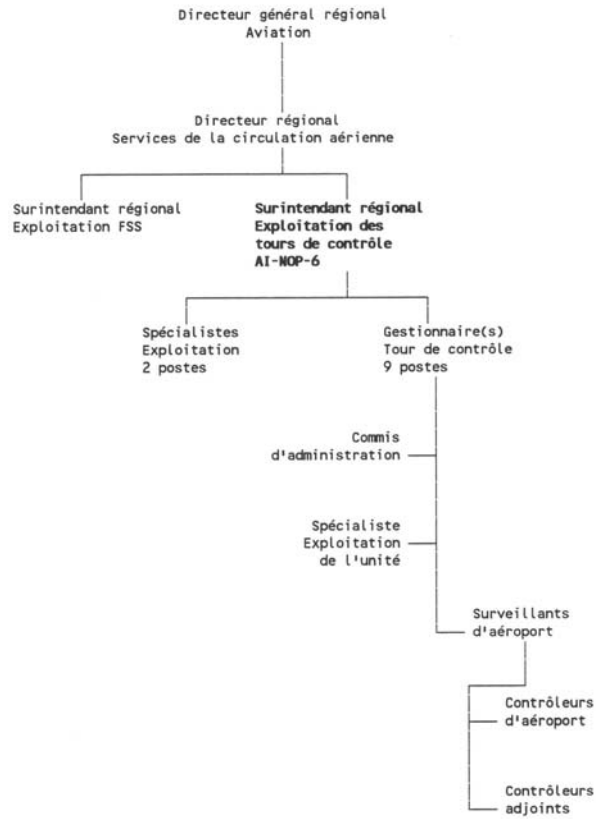 Directeur général régional
Aviation
Directeur régional
Services de la circulation aérienne
Surintendant régional
Exploitation FSS
Surintendant régional
Exploitation des
tours de contrôle
AI-NOP-6
Spécialistes
Exploitation
2 postes
Gestionnaire(s)
Tour de contrôle
9 postes
Commis
d'administration
Spécialiste
Exploitation
de l'unité
Surveillants
d'aéroport
Contrôleurs
d'aéroport
Contrôleurs
adjoints